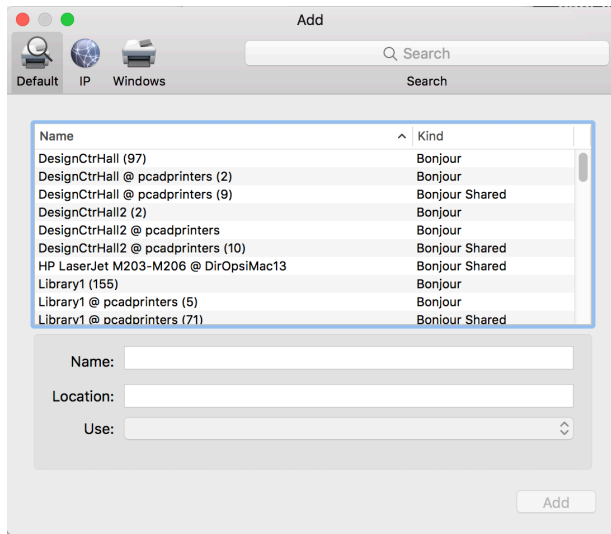 Add
Search
Default IP Windows Search
Name Kind
DesignCtrHall (97) Bonjour
DesignCtrHall @ pcadprinters (2) Bonjour
DesignCtrHall @ pcadprinters (9) Bonjour Shared
DesignCtrHall2 (2) Bonjour
DesignCtrHall2 @ pcadprinters Bonjour
DesignCtrHall2 @ pcadprinters (10) Bonjour Shared
HP LaserJet M203-M206 @ DirOpsiMac13 Bonjour Shared
Library1 (155) Bonjour
Library1 @ pcadprinters (5) Bonjour
Library1 @ pcadprinters (71) Bonjour Shared
Name:
Location:
Use:
Add